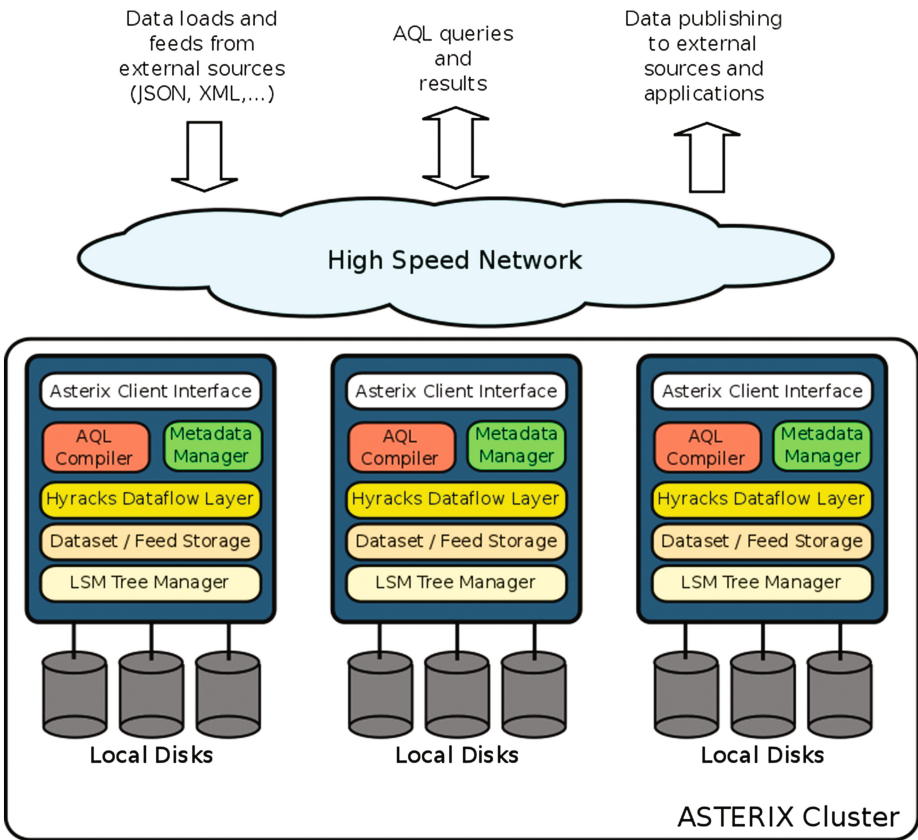 Data loads and
feeds from
external sources
(JSON, XML,...)
AQL queries
and
results
Data publishing
to external
sources and
applications
High Speed Network
Asterix Client Interface
AQL
Compiler
Metadata
Manager
Hyracks Dataflow Layer
Dataset / Feed Storage
LSM Tree Manager
Local Disks
Asterix Client Interface
AQL
Compiler
Metadata
Manager
Hyracks Dataflow Layer
Dataset / Feed Storage
LSM Tree Manager
Local Disks
Asterix Client Interface
AQL
Compiler
Metadata
Manager
Hyracks Dataflow Layer
Dataset / Feed Storage
LSM Tree Manager
Local Disks
ASTERIX Cluster